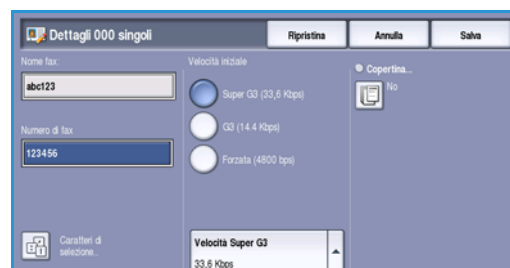 Dettagli 000 singoli
Ripristina
Annulla
Salva
Nome fax:
abc123
Numero di fax
123456
Caratteri di
selezione...
Velocità iniziale
Super G3 (33,6 Kbps)
G3 (14.4 Kbps)
Forzata (4800 bps)
Velocità Super G3
33,6 Kbps
Copertina...
No